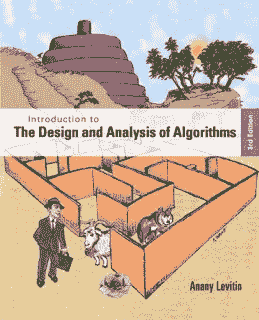 Introduction to
The Design and Analysis of Algorithms
3rd Edition
Anany Levitin